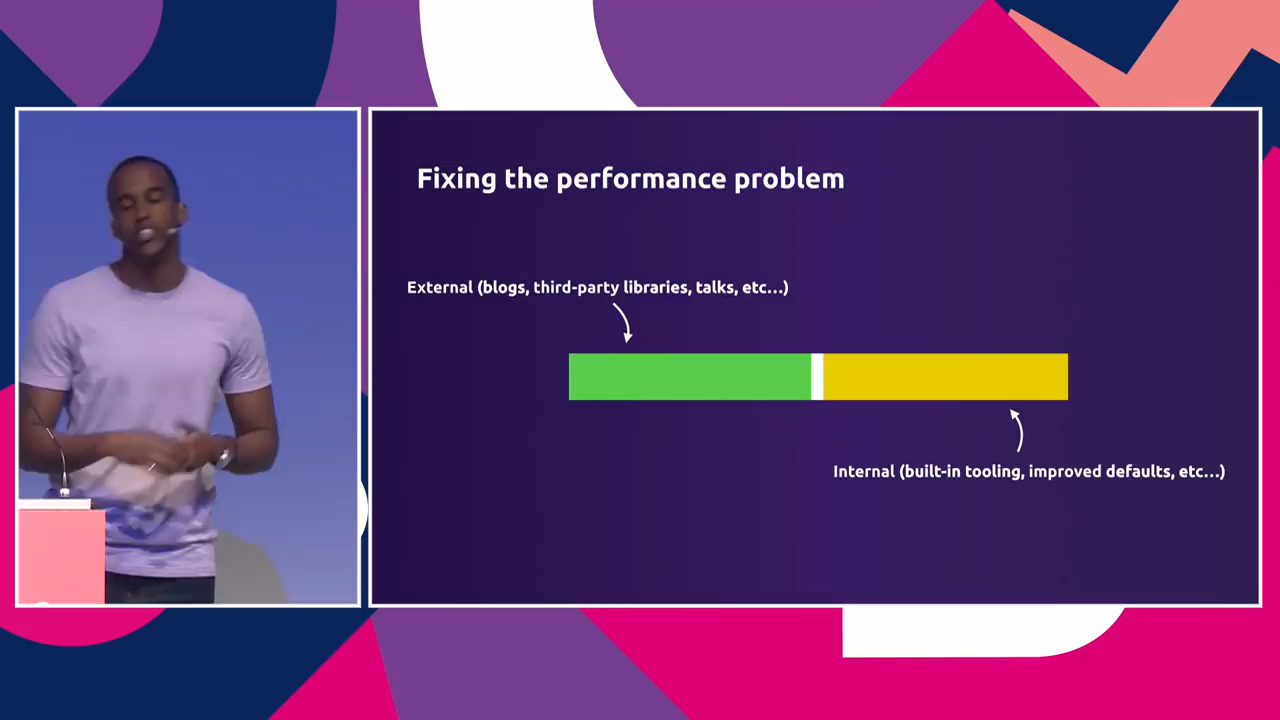 Fixing the performance problem
External (blogs, third-party libraries, talks, etc...)
Internal (built-in tooling, improved defaults, etc...)